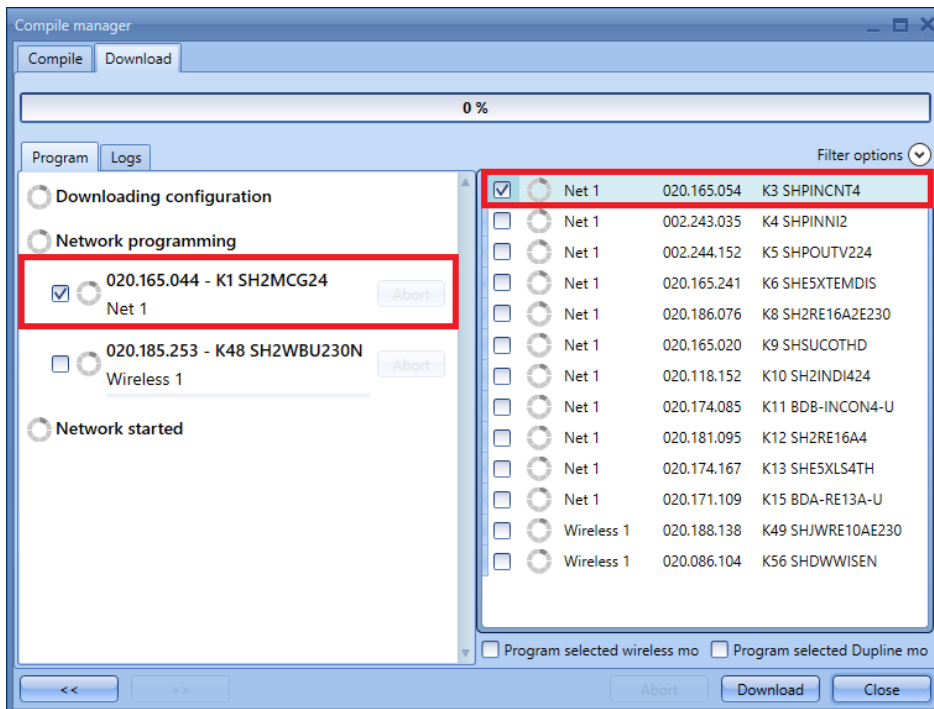 Compile manager
Compile Download
0 %
Program Logs
Filter options
Downloading configuration
Network programming
020.165.044 - K1 SH2MCG24
Net 1
Abort
020.185.253 - K48 SH2WBU230N
Wireless 1
Abort
Network started
Net 1 020.165.054 K3 SHPINCNT4
Net 1 002.243.035 K4 SHPINNI2
Net 1 002.244.152 K5 SHPOUTV224
Net 1 020.165.241 K6 SHE5XTEMDIS
Net 1 020.186.076 K8 SH2RE16A2E230
Net 1 020.165.020 K9 SHSUCOTHD
Net 1 020.118.152 K10 SH2INDI424
Net 1 020.174.085 K11 BDB-INCON4-U
Net 1 020.181.095 K12 SH2RE16A4
Net 1 020.174.167 K13 SHE5XLS4TH
Net 1 020.171.109 K15 BDA-RE13A-U
Wireless 1 020.188.138 K49 SHJWRE10AE230
Wireless 1 020.086.104 K56 SHDWWISEN
Program selected wireless mo Program selected Dupline mo
<< >> Abort Download Close